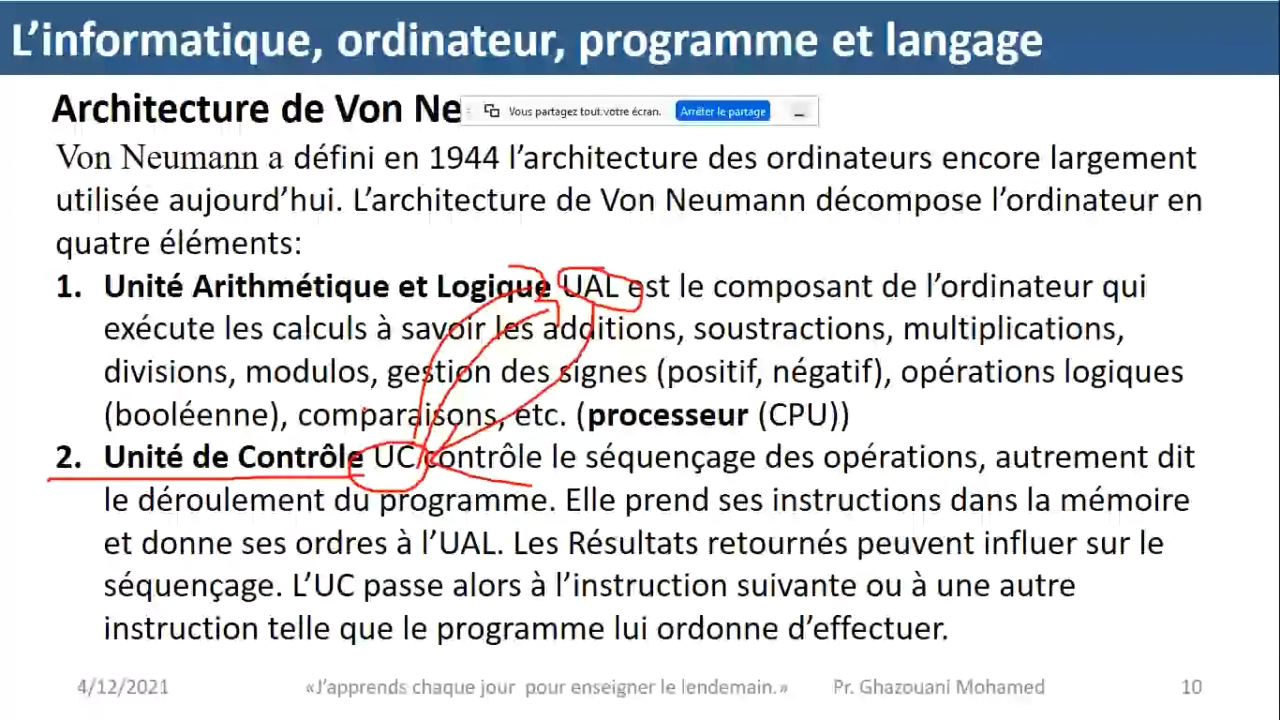 L’informatique, ordinateur, programme et langage
Architecture de Von Ne
Vous partagez tout votre écran. Arrêter le partage
Von Neumann a défini en 1944 l’architecture des ordinateurs encore largement
utilisée aujourd’hui. L’architecture de Von Neumann décompose l’ordinateur en
quatre éléments:
1. Unité Arithmétique et Logique UAL est le composant de l’ordinateur qui
exécute les calculs à savoir les additions, soustractions, multiplications,
divisions, modulos, gestion des signes (positif, négatif), opérations logiques
(booléenne), comparaisons, etc. (processeur (CPU))
2. Unité de Contrôle UC contrôle le séquençage des opérations, autrement dit
le déroulement du programme. Elle prend ses instructions dans la mémoire
et donne ses ordres à l’UAL. Les Résultats retournés peuvent influer sur le
séquençage. L’UC passe alors à l’instruction suivante ou à une autre
instruction telle que le programme lui ordonne d’effectuer.
4/12/2021 «J’apprends chaque jour pour enseigner le lendemain.» Pr. Ghazouani Mohamed 10